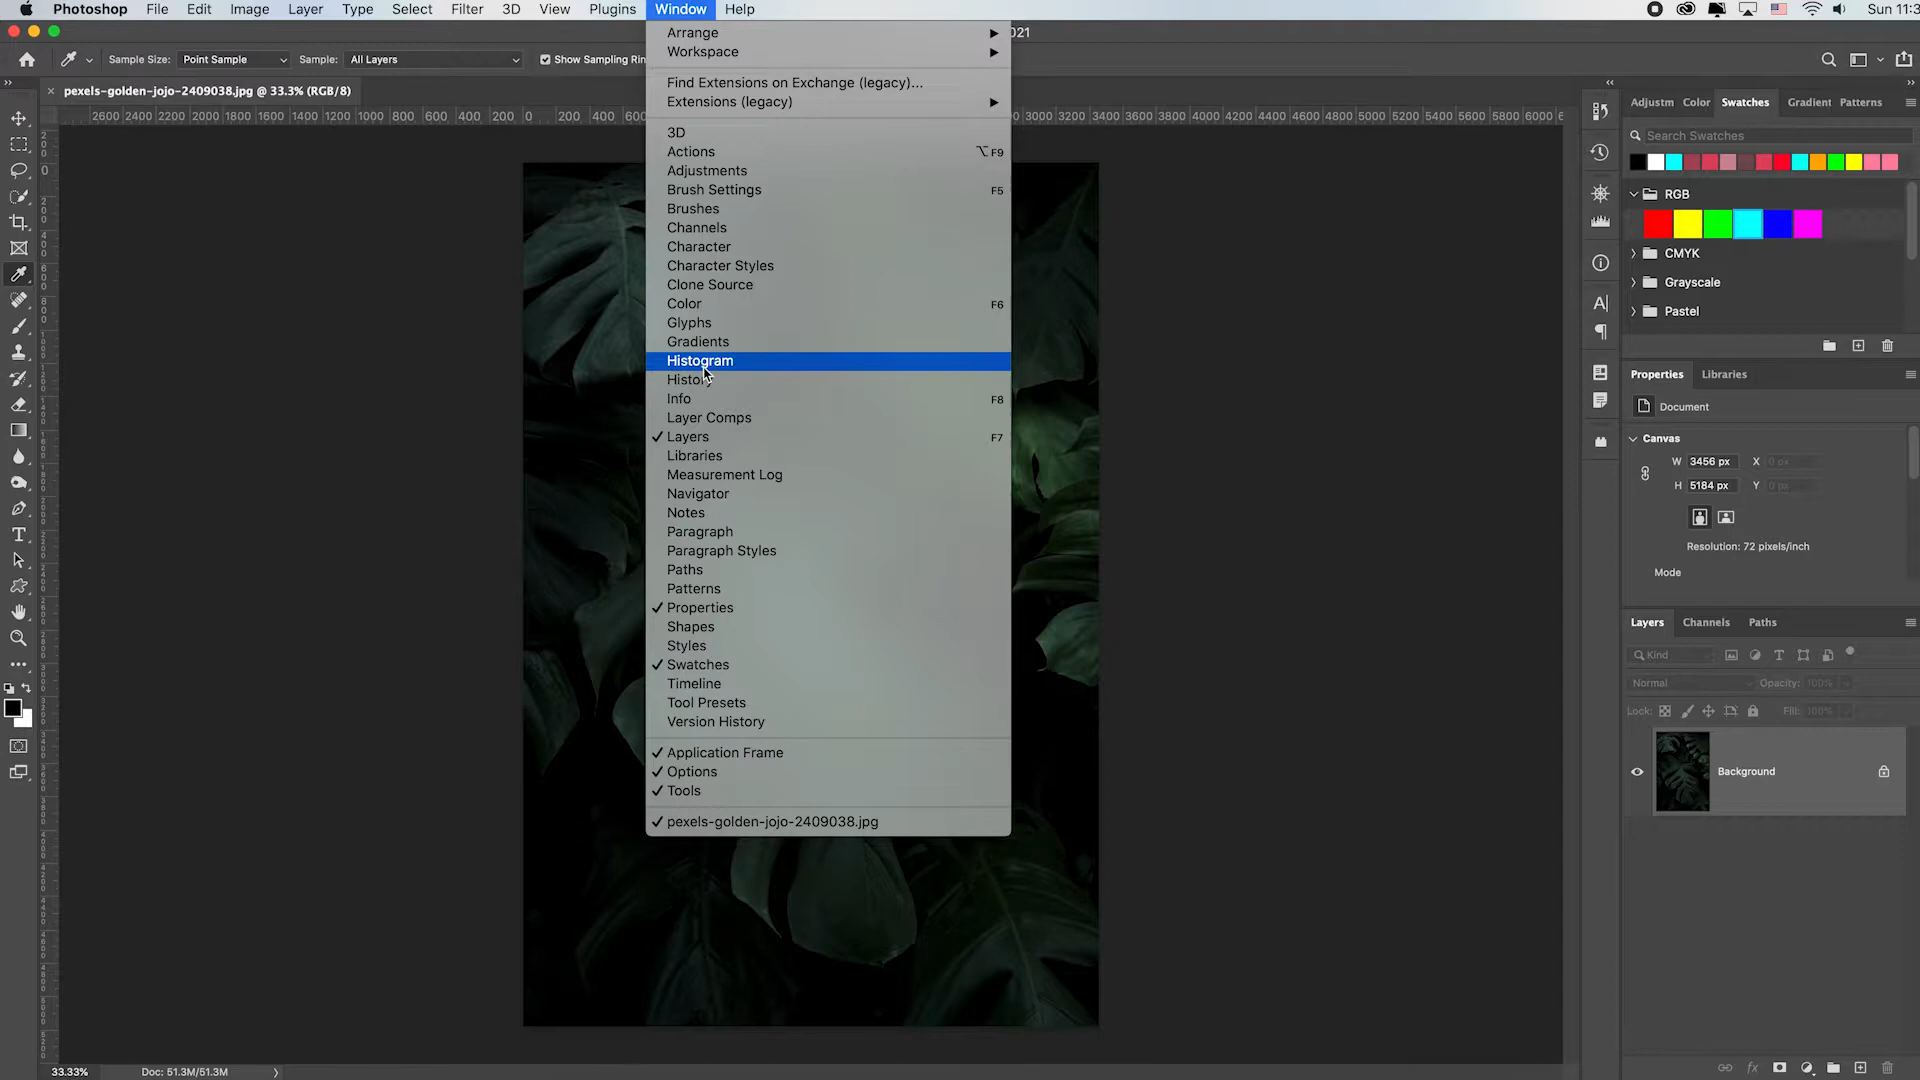 Photoshop File Edit Image Layer Type Select Filter 3D View Plugins Window Help Sun 11:3
021
Sample Size: Point Sample Sample: All Layers Show Sampling Rin
pexels-golden-jojo-2409038.jpg @ 33.3% (RGB/8)
2600 2400 2200 2000 1800 1600 1400 1200 1000 800 600 400 200 0 200 400 600 3000 3200 3400 3600 3800 4000 4200 4400 4600 4800 5000 5200 5400 5600 5800 6000
Arrange
Workspace
Find Extensions on Exchange (legacy)...
Extensions (legacy)
3D
Actions ⌥F9
Adjustments
Brush Settings F5
Brushes
Channels
Character
Character Styles
Clone Source
Color F6
Glyphs
Gradients
Histogram
History
Info F8
Layer Comps
✓ Layers F7
Libraries
Measurement Log
Navigator
Notes
Paragraph
Paragraph Styles
Paths
Patterns
✓ Properties
Shapes
Styles
✓ Swatches
Timeline
Tool Presets
Version History
✓ Application Frame
✓ Options
✓ Tools
✓ pexels-golden-jojo-2409038.jpg
Adjustm Color Swatches Gradient Patterns
Search Swatches
RGB
CMYK
Grayscale
Pastel
Properties Libraries
Document
Canvas
W 3456 px X 0 px
H 5184 px Y 0 px
Resolution: 72 pixels/inch
Mode
Layers Channels Paths
Kind
Normal Opacity: 100%
Lock: Fill: 100%
Background
33.33% Doc: 51.3M/51.3M